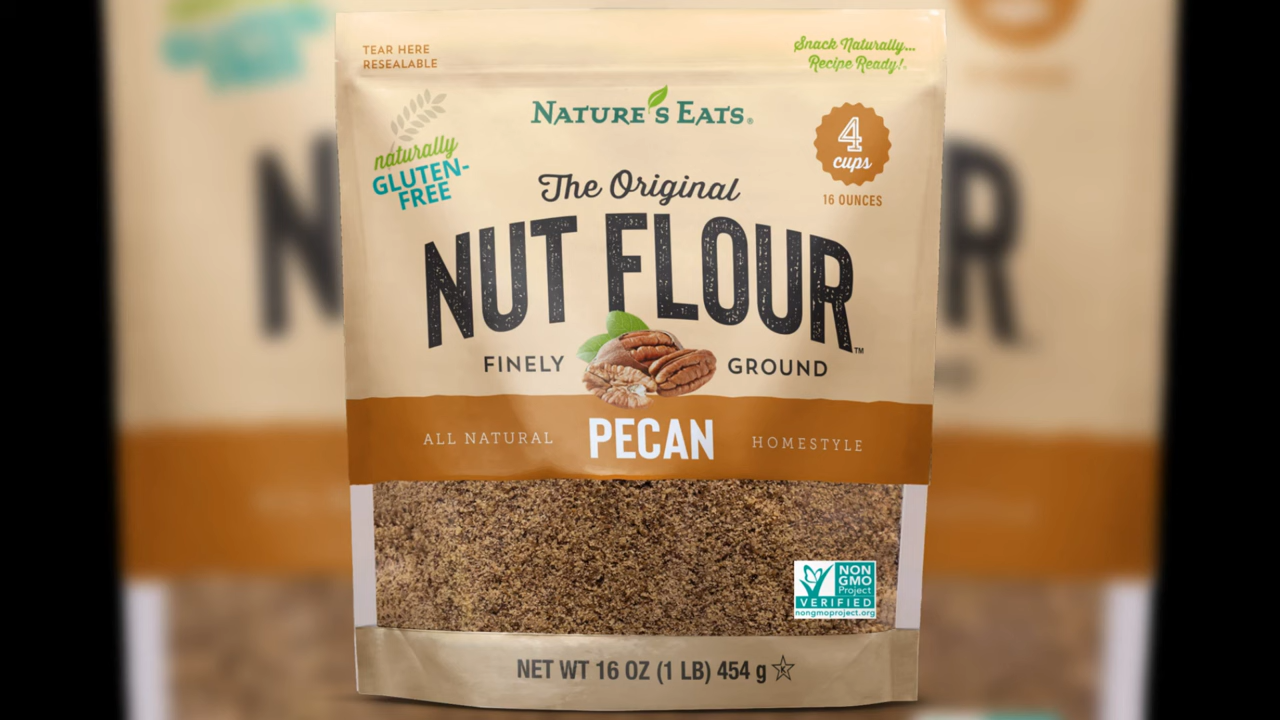 TEAR HERE
RESEALABLE
Snack Naturally...
Recipe Ready!
NATURE'S EATS®
naturally
GLUTEN-
FREE
4
cups
16 OUNCES
The Original
NUT FLOUR™
FINELY GROUND
ALL NATURAL PECAN HOMESTYLE
NON
GMO
Project
VERIFIED
nongmoproject.org
NET WT 16 OZ (1 LB) 454 g K